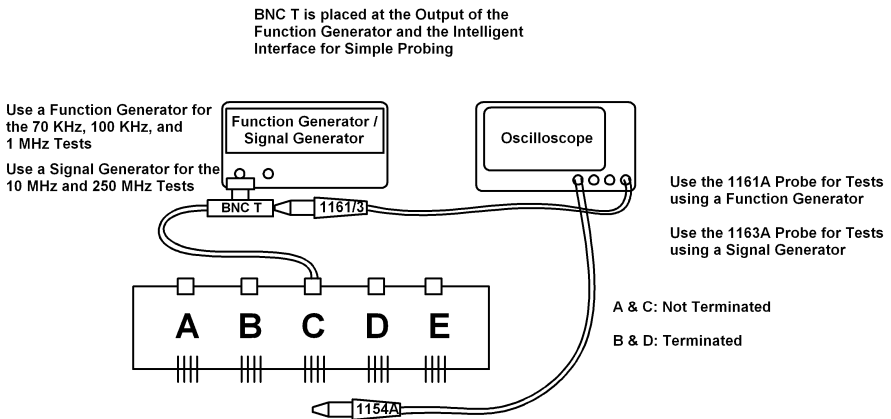 BNC T is placed at the Output of the
Function Generator and the Intelligent
Interface for Simple Probing
Use a Function Generator for
the 70 KHz, 100 KHz, and
1 MHz Tests
Use a Signal Generator for the
10 MHz and 250 MHz Tests
Function Generator /
Signal Generator
Oscilloscope
BNC T
1161/3
Use the 1161A Probe for Tests
using a Function Generator
Use the 1163A Probe for Tests
using a Signal Generator
A B C D E
A & C: Not Terminated
B & D: Terminated
1154A